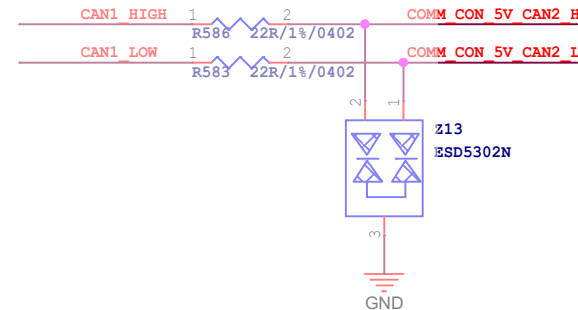 CAN1_HIGH 1 2 COMM_CON_5V_CAN2_H
R586 22R/1%/0402
CAN1_LOW 1 2 COMM_CON_5V_CAN2_L
R583 22R/1%/0402
2 1
Z13
ESD5302N
3
GND